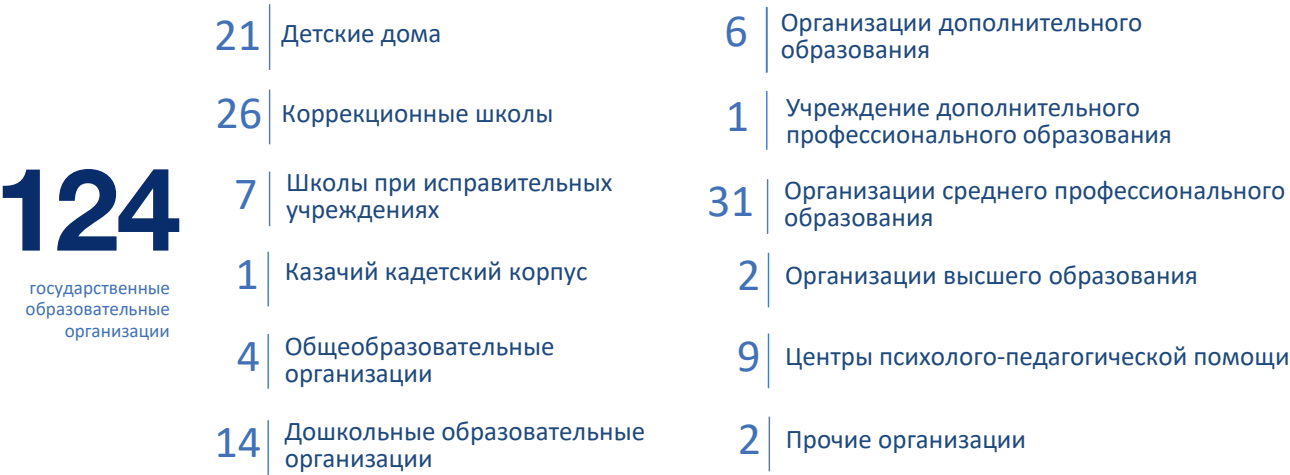 124
государственные
образовательные
организации
21
Детские дома
26
Коррекционные школы
7
Школы при исправительных
учреждениях
1
Казачий кадетский корпус
4
Общеобразовательные
организации
14
Дошкольные образовательные
организации
6
Организации дополнительного
образования
1
Учреждение дополнительного
профессионального образования
31
Организации среднего профессионального
образования
2
Организации высшего образования
9
Центры психолого-педагогической помощи
2
Прочие организации